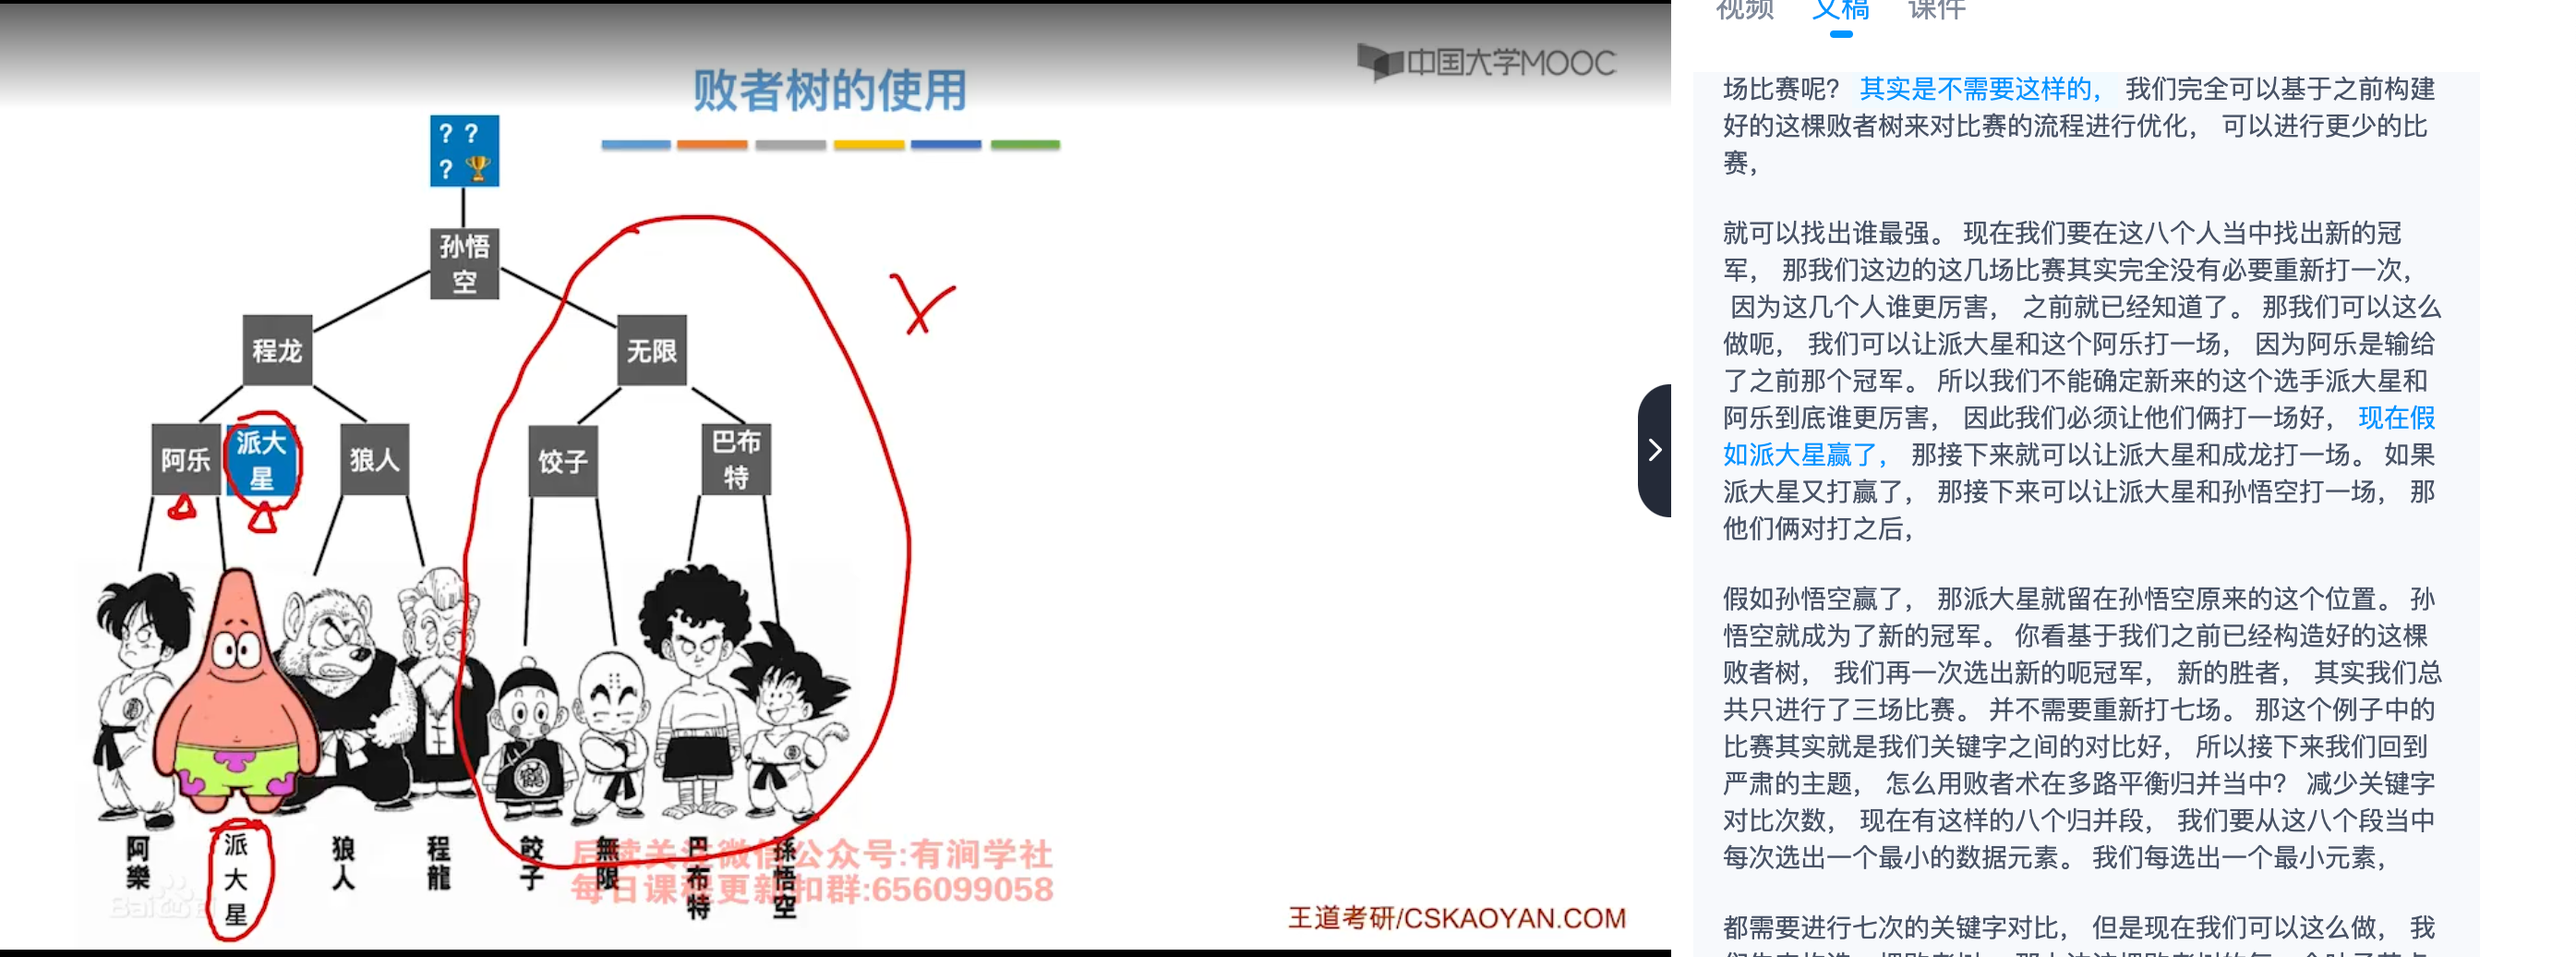 中国大学MOOC
败者树的使用
? ?
?
孙悟
空
程龙
无限
阿乐
派大
星
狼人
饺子
巴布
特
阿樂
派大星
狼人
程龍
餃子
無限
巴布特
孫悟空
后续关注微信公众号:有涧学社
每日课程更新扣群:656099058
王道考研/CSKAOYAN.COM
视频 文稿 课件
场比赛呢? 其实是不需要这样的, 我们完全可以基于之前构建
好的这棵败者树来对比赛的流程进行优化, 可以进行更少的比
赛,
就可以找出谁最强。 现在我们要在这八个人当中找出新的冠
军, 那我们这边的这几场比赛其实完全没有必要重新打一次,
因为这几个人谁更厉害, 之前就已经知道了。 那我们可以这么
做呃, 我们可以让派大星和这个阿乐打一场, 因为阿乐是输给
了之前那个冠军。 所以我们不能确定新来的这个选手派大星和
阿乐到底谁更厉害, 因此我们必须让他们俩打一场好, 现在假
如派大星赢了, 那接下来就可以让派大星和成龙打一场。 如果
派大星又打赢了, 那接下来可以让派大星和孙悟空打一场, 那
他们俩对打之后,
假如孙悟空赢了, 那派大星就留在孙悟空原来的这个位置。 孙
悟空就成为了新的冠军。 你看基于我们之前已经构造好的这棵
败者树, 我们再一次选出新的呃冠军, 新的胜者, 其实我们总
共只进行了三场比赛。 并不需要重新打七场。 那这个例子中的
比赛其实就是我们关键字之间的对比好, 所以接下来我们回到
严肃的主题, 怎么用败者术在多路平衡归并当中? 减少关键字
对比次数, 现在有这样的八个归并段, 我们要从这八个段当中
每次选出一个最小的数据元素。 我们每选出一个最小元素,
都需要进行七次的关键字对比, 但是现在我们可以这么做, 我